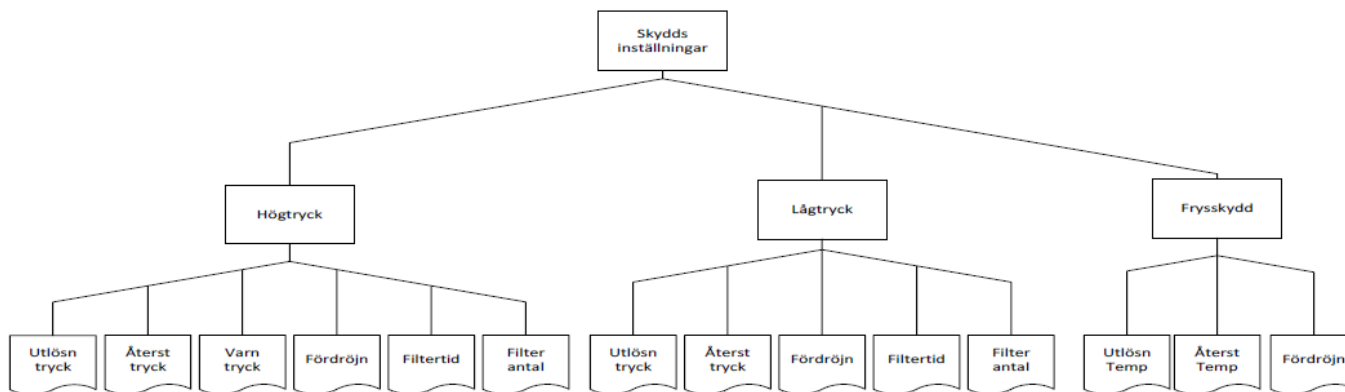 Skydds
inställningar
Högtryck
Lågtryck
Frysskydd
Utlösn
tryck
Återst
tryck
Varn
tryck
Fördröjn
Filtertid
Filter
antal
Utlösn
tryck
Återst
tryck
Fördröjn
Filtertid
Filter
antal
Utlösn
Temp
Återst
Temp
Fördröjn